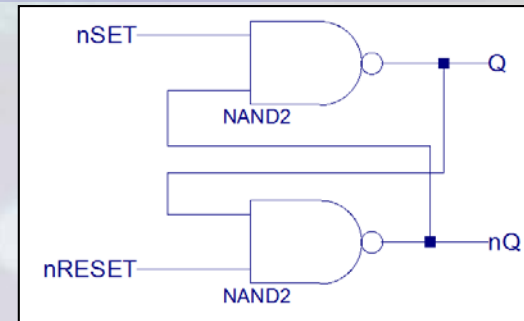 nSET
Q
NAND2
nQ
nRESET
NAND2